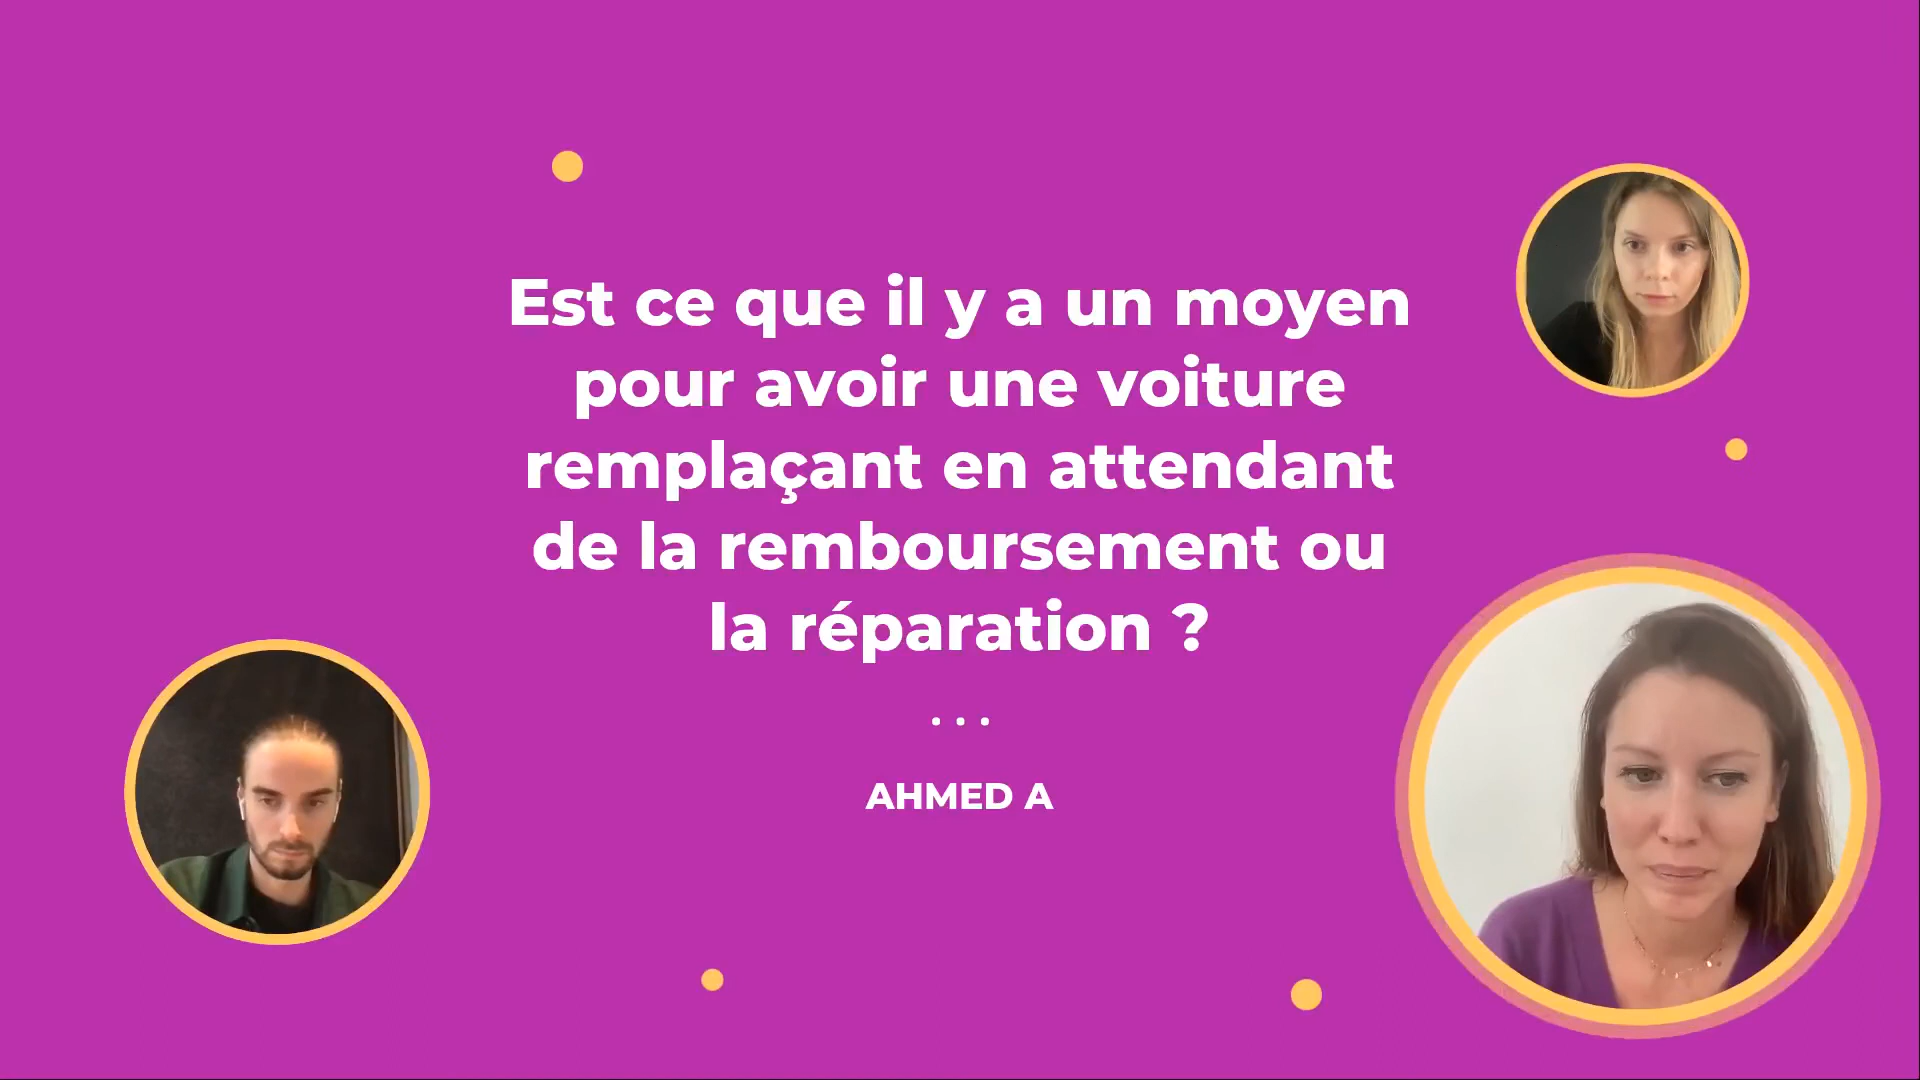 Est ce que il y a un moyen
pour avoir une voiture
remplaçant en attendant
de la remboursement ou
la réparation ?
...
AHMED A